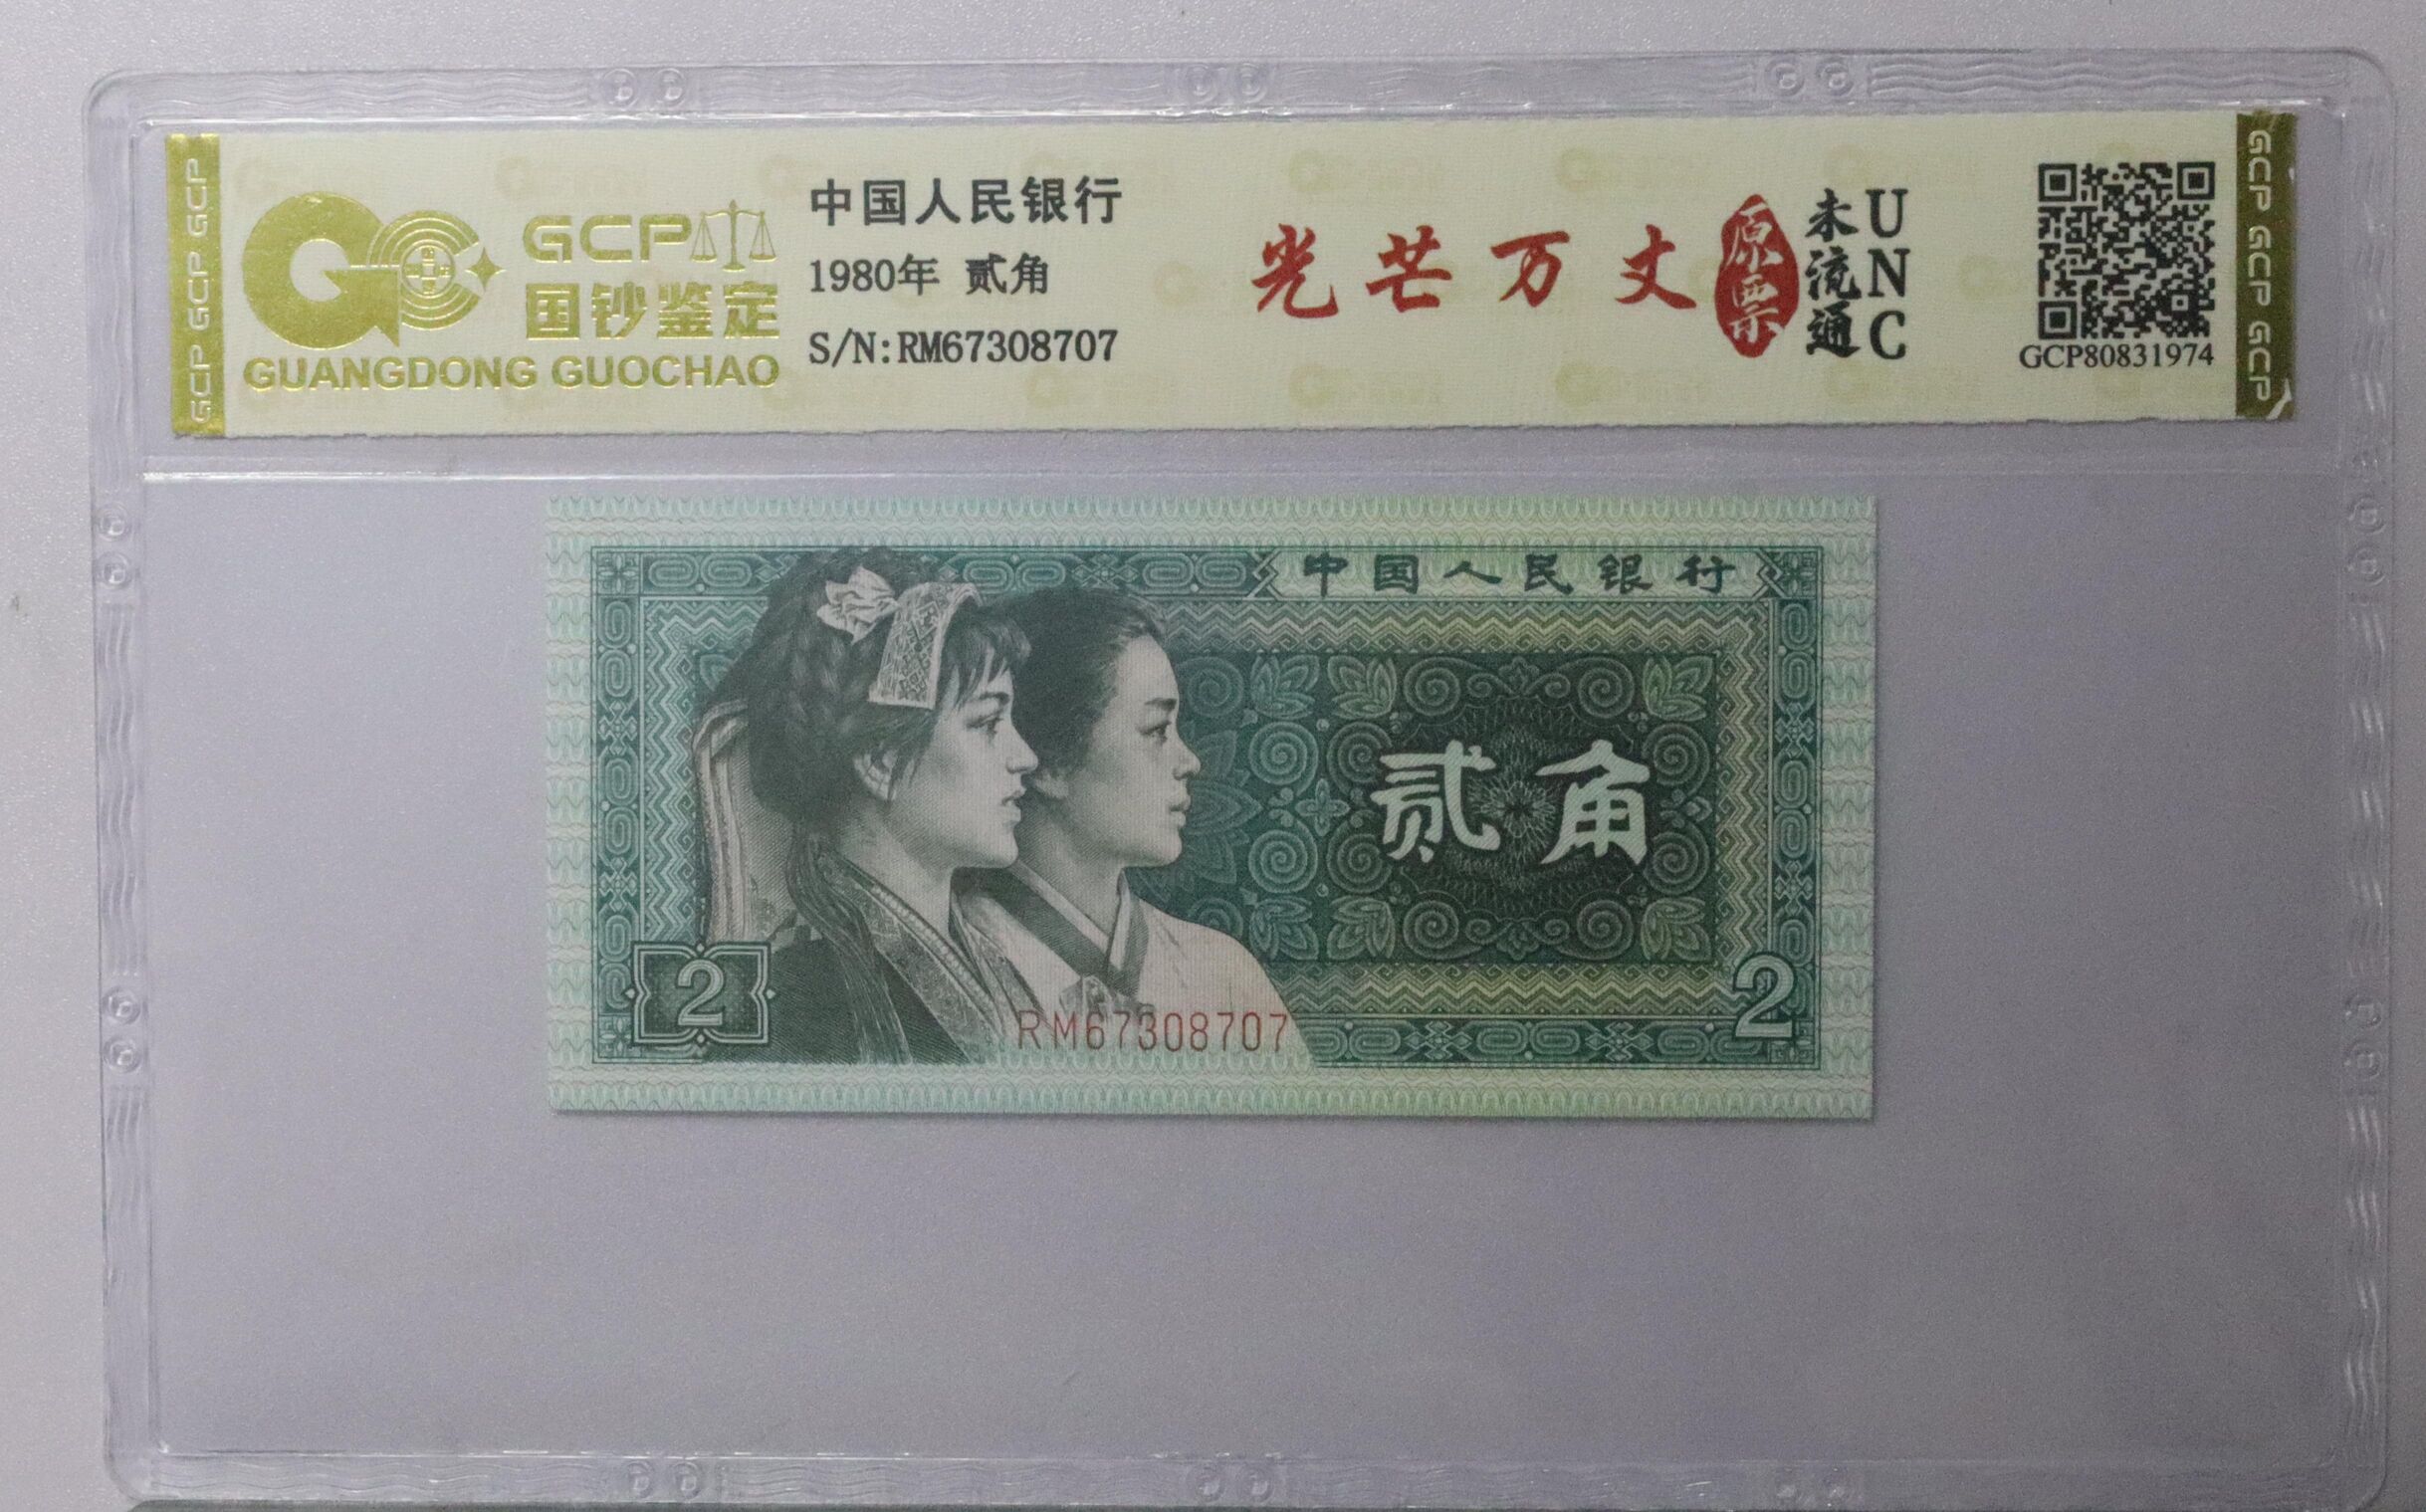 GCP GCP GCP
GCP
国钞鉴定
GUANGDONG GUOCHAO
中国人民银行
1980年 贰角
S/N:RM67308707
光芒万丈
原票
未流通
UNC
GCP80831974
GCP GCP GCP
中国人民银行
贰角
2
RM67308707
2